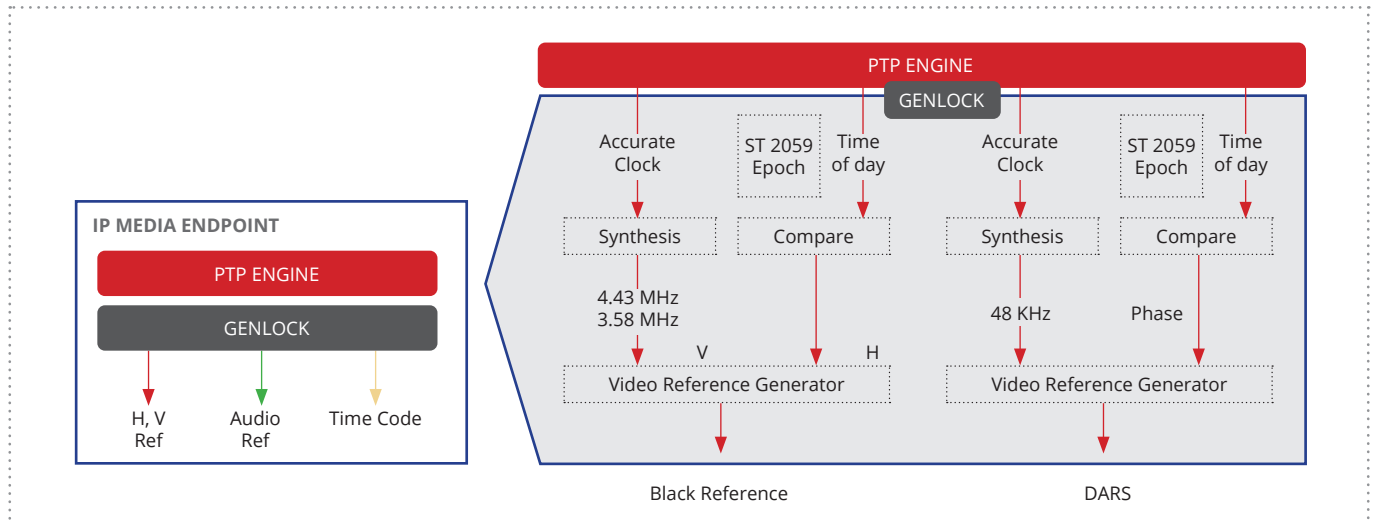 PTP ENGINE
GENLOCK
Accurate
Clock
ST 2059
Epoch
Time
of day
Accurate
Clock
ST 2059
Epoch
Time
of day
IP MEDIA ENDPOINT
PTP ENGINE
GENLOCK
H, V
Ref
Audio
Ref
Time Code
Synthesis
Compare
Synthesis
Compare
4.43 MHz
3.58 MHz
48 KHz
Phase
V
H
Video Reference Generator
Video Reference Generator
Black Reference
DARS